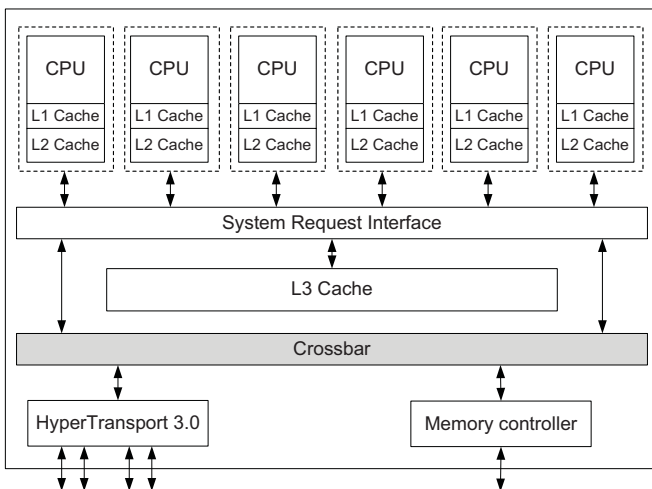 CPU CPU CPU CPU CPU CPU
L1 Cache L1 Cache L1 Cache L1 Cache L1 Cache L1 Cache
L2 Cache L2 Cache L2 Cache L2 Cache L2 Cache L2 Cache
System Request Interface
L3 Cache
Crossbar
HyperTransport 3.0 Memory controller